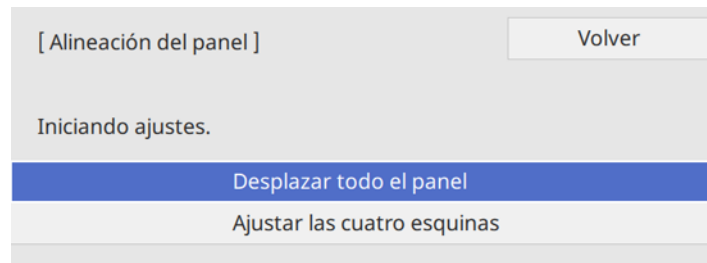 [ Alineación del panel ]
Volver
Iniciando ajustes.
Desplazar todo el panel
Ajustar las cuatro esquinas